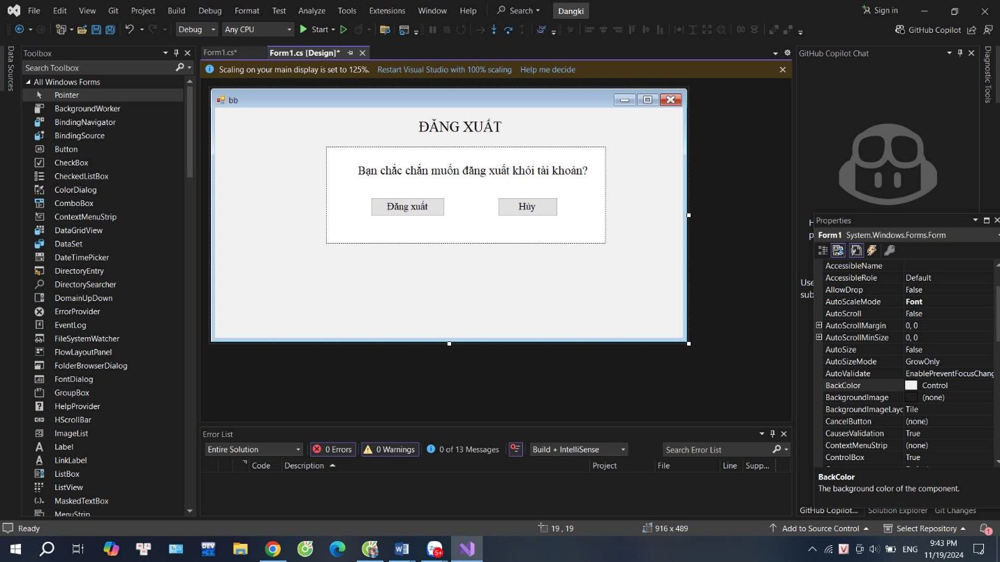 File Edit View Git Project Build Debug Format Test Analyze Tools Extensions Window Help Search Dangki Sign in
Debug Any CPU Start GitHub Copilot
Data Sources
Toolbox
Search Toolbox
All Windows Forms
Pointer
BackgroundWorker
BindingNavigator
BindingSource
Button
CheckBox
CheckedListBox
ColorDialog
ComboBox
ContextMenuStrip
DataGridView
DataSet
DateTimePicker
DirectoryEntry
DirectorySearcher
DomainUpDown
ErrorProvider
EventLog
FileSystemWatcher
FlowLayoutPanel
FolderBrowserDialog
FontDialog
GroupBox
HelpProvider
HScrollBar
ImageList
Label
LinkLabel
ListBox
ListView
MaskedTextBox
MenuStrip
Form1.cs* Form1.cs [Design]*
Scaling on your main display is set to 125%. Restart Visual Studio with 100% scaling Help me decide
bb
ĐĂNG XUẤT
Bạn chắc chắn muốn đăng xuất khỏi tài khoản?
Đăng xuất Hủy
Error List
Entire Solution 0 Errors 0 Warnings 0 of 13 Messages Build + IntelliSense Search Error List
Code Description Project File Line Supp...
GitHub Copilot Chat
Diagnostic Tools
Use
sub
Properties
Form1 System.Windows.Forms.Form
AccessibleName
AccessibleRole Default
AllowDrop False
AutoScaleMode Font
AutoScroll False
AutoScrollMargin 0, 0
AutoScrollMinSize 0, 0
AutoSize False
AutoSizeMode GrowOnly
AutoValidate EnablePreventFocusChang
BackColor Control
BackgroundImage (none)
BackgroundImageLayc Tile
CancelButton (none)
CausesValidation True
ContextMenuStrip (none)
ControlBox True
BackColor
The background color of the component.
GitHub Copilot... Solution Explorer Git Changes
Ready 19 , 19 916 x 489 Add to Source Control Select Repository 1
DEV 5+ V ENG 9:43 PM
11/19/2024